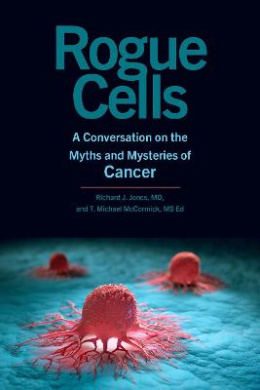 Rogue
Cells
A Conversation on the
Myths and Mysteries of
Cancer
Richard J. Jones, MD,
and T. Michael McCormick, MS Ed